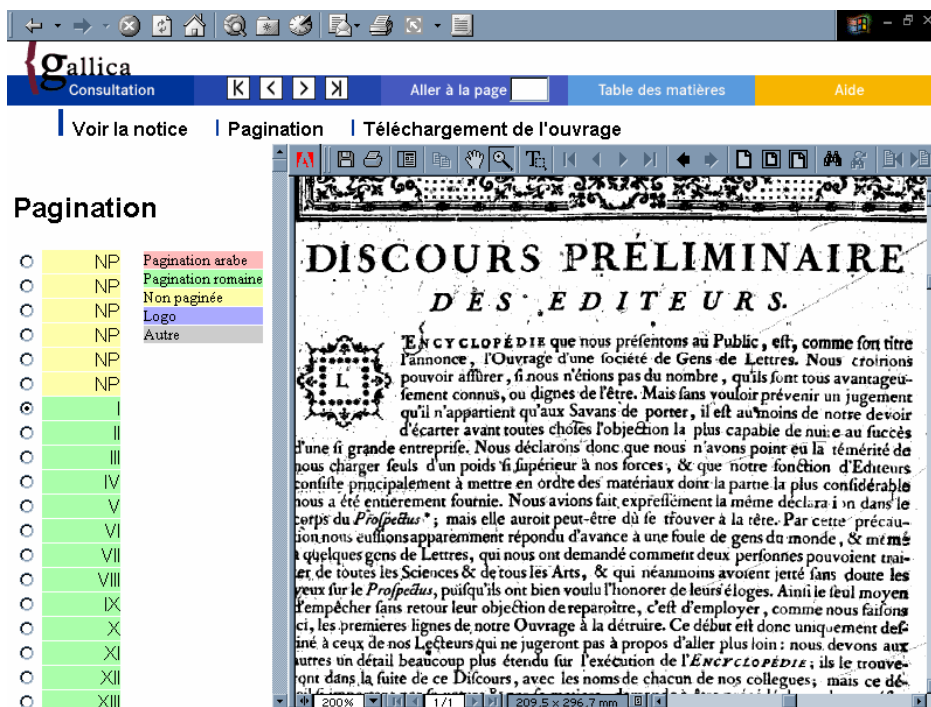 gallica
Consultation
K < > K
Aller à la page
Table des matières
Aide
Voir la notice
Pagination
Téléchargement de l'ouvrage
Pagination
NP
NP
NP
NP
NP
NP
I
II
III
IV
V
VI
VII
VIII
IX
X
XI
XII
XIII
Pagination arabe
Pagination romaine
Non paginée
Logo
Autre
DISCOURS PRÉLIMINAIRE
DES EDITEURS.
L'ENCYCLOPÉDIE que nous préſentons au Public, eſt, comme ſon titre
l'annonce, l'Ouvrage d'une ſociété de Gens de Lettres. Nous croirions
pouvoir aſſûrer, ſi nous n'étions pas du nombre, qu'ils ſont tous avantageu-
ſement connus, ou dignes de l'être. Mais ſans vouloir prévenir un jugement
qu'il n'appartient qu'aux Savans de porter, il eſt au moins de notre devoir
d'écarter avant toutes choſes l'objection la plus capable de nuire au ſuccès
d'une ſi grande entrepriſe. Nous déclarons donc que nous n'avons point eu la témérité de
nous charger ſeuls d'un poids ſi ſupérieur à nos forces, & que notre fonction d'Editeurs
conſiſte principalement à mettre en ordre des matériaux dont la partie la plus conſidérable
nous a été entierement fournie. Nous avions fait expreſſément la même déclaration dans le
corps du Proſpectus*; mais elle auroit peut-être dû ſe trouver à la tête. Par cette précau-
tion nous euſſions apparemment répondu d'avance à une foule de gens du monde, & même
à quelques gens de Lettres, qui nous ont demandé comment deux perſonnes pouvoient trai-
ter de toutes les Sciences & de tous les Arts, & qui néanmoins avoient jetté ſans doute les
yeux ſur le Proſpectus, puiſqu'ils ont bien voulu l'honorer de leurs éloges. Ainſi le ſeul moyen
d'empêcher ſans retour leur objection de reparoître, c'eſt d'employer, comme nous faiſons
ici, les premieres lignes de notre Ouvrage à la détruire. Ce début eſt donc uniquement deſ-
tiné à ceux de nos Lecteurs qui ne jugeront pas à propos d'aller plus loin: nous devons aux
autres un détail beaucoup plus étendu ſur l'exécution de l'ENCYCLOPÉDIE; ils le trouve-
ront dans la ſuite de ce Diſcours, avec les noms de chacun de nos collegues; mais ce dé-
200%
1/1
209,5 x 296,7 mm